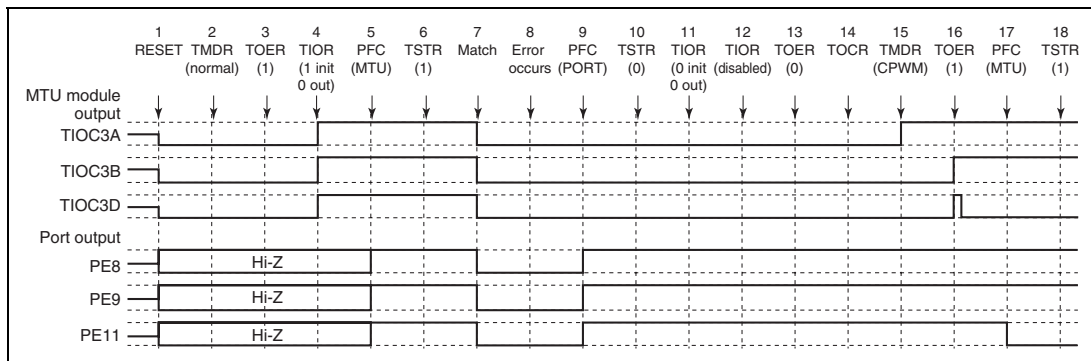 1 2 3 4 5 6 7 8 9 10 11 12 13 14 15 16 17 18
RESET TMDR TOER TIOR PFC TSTR Match Error PFC TSTR TIOR TIOR TOER TOCR TMDR TOER PFC TSTR
(normal) (1) (1 init (MTU) (1) occurs (PORT) (0) (0 init (disabled) (0) (CPWM) (1) (MTU) (1)
0 out) 0 out)
MTU module
output
TIOC3A
TIOC3B
TIOC3D
Port output
PE8 Hi-Z
PE9 Hi-Z
PE11 Hi-Z